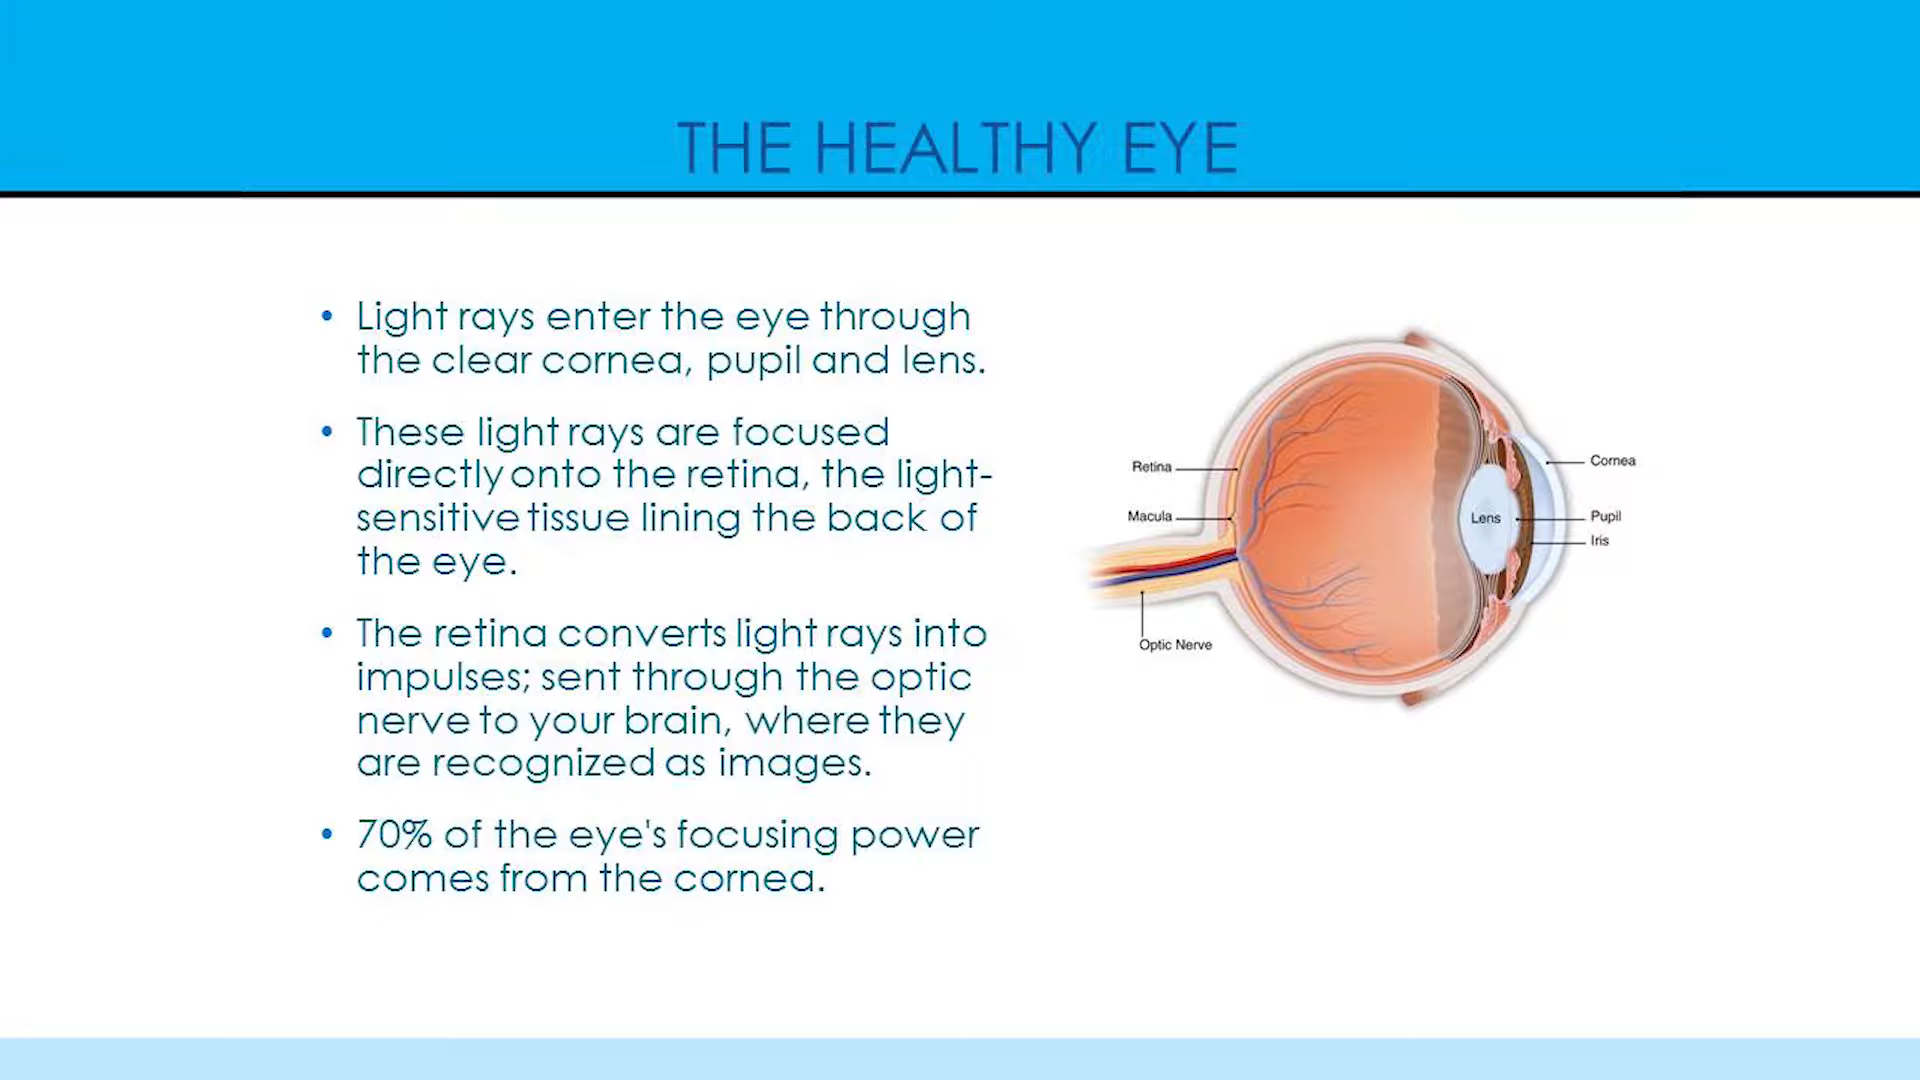 THE HEALTHY EYE
• Light rays enter the eye through
the clear cornea, pupil and lens.
• These light rays are focused
directly onto the retina, the light-
sensitive tissue lining the back of
the eye.
• The retina converts light rays into
impulses; sent through the optic
nerve to your brain, where they
are recognized as images.
• 70% of the eye's focusing power
comes from the cornea.
Retina
Macula
Optic Nerve
Lens
Cornea
Pupil
Iris